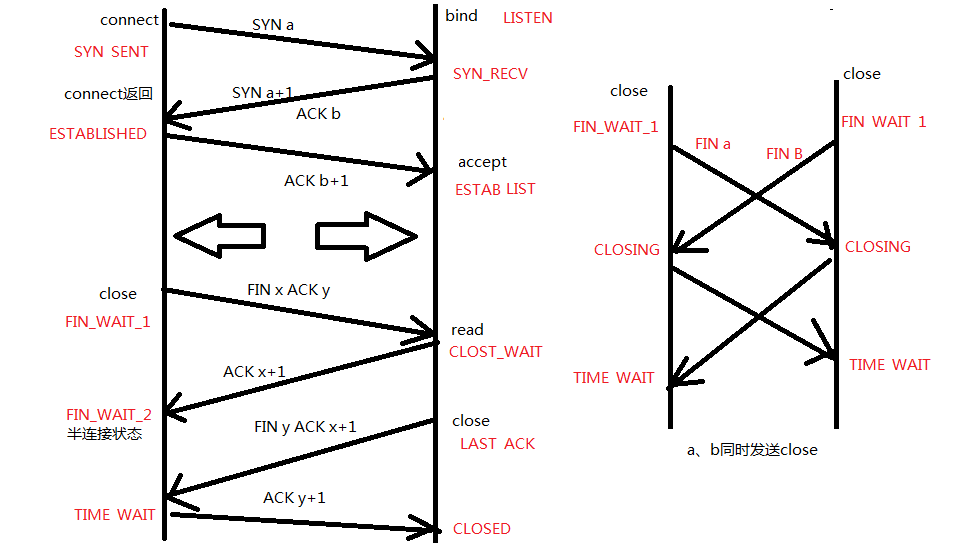 connect
bind
LISTEN
SYN a
SYN SENT
SYN_RECV
connect返回
SYN a+1
ACK b
ESTABLISHED
accept
ACK b+1
ESTAB LIST
close
FIN x ACK y
FIN_WAIT_1
read
CLOST_WAIT
ACK x+1
FIN_WAIT_2
半连接状态
close
FIN y ACK x+1
LAST ACK
ACK y+1
TIME WAIT
CLOSED
close
close
FIN_WAIT_1
FIN WAIT 1
FIN a
FIN B
CLOSING
CLOSING
TIME WAIT
TIME WAIT
a、b同时发送close